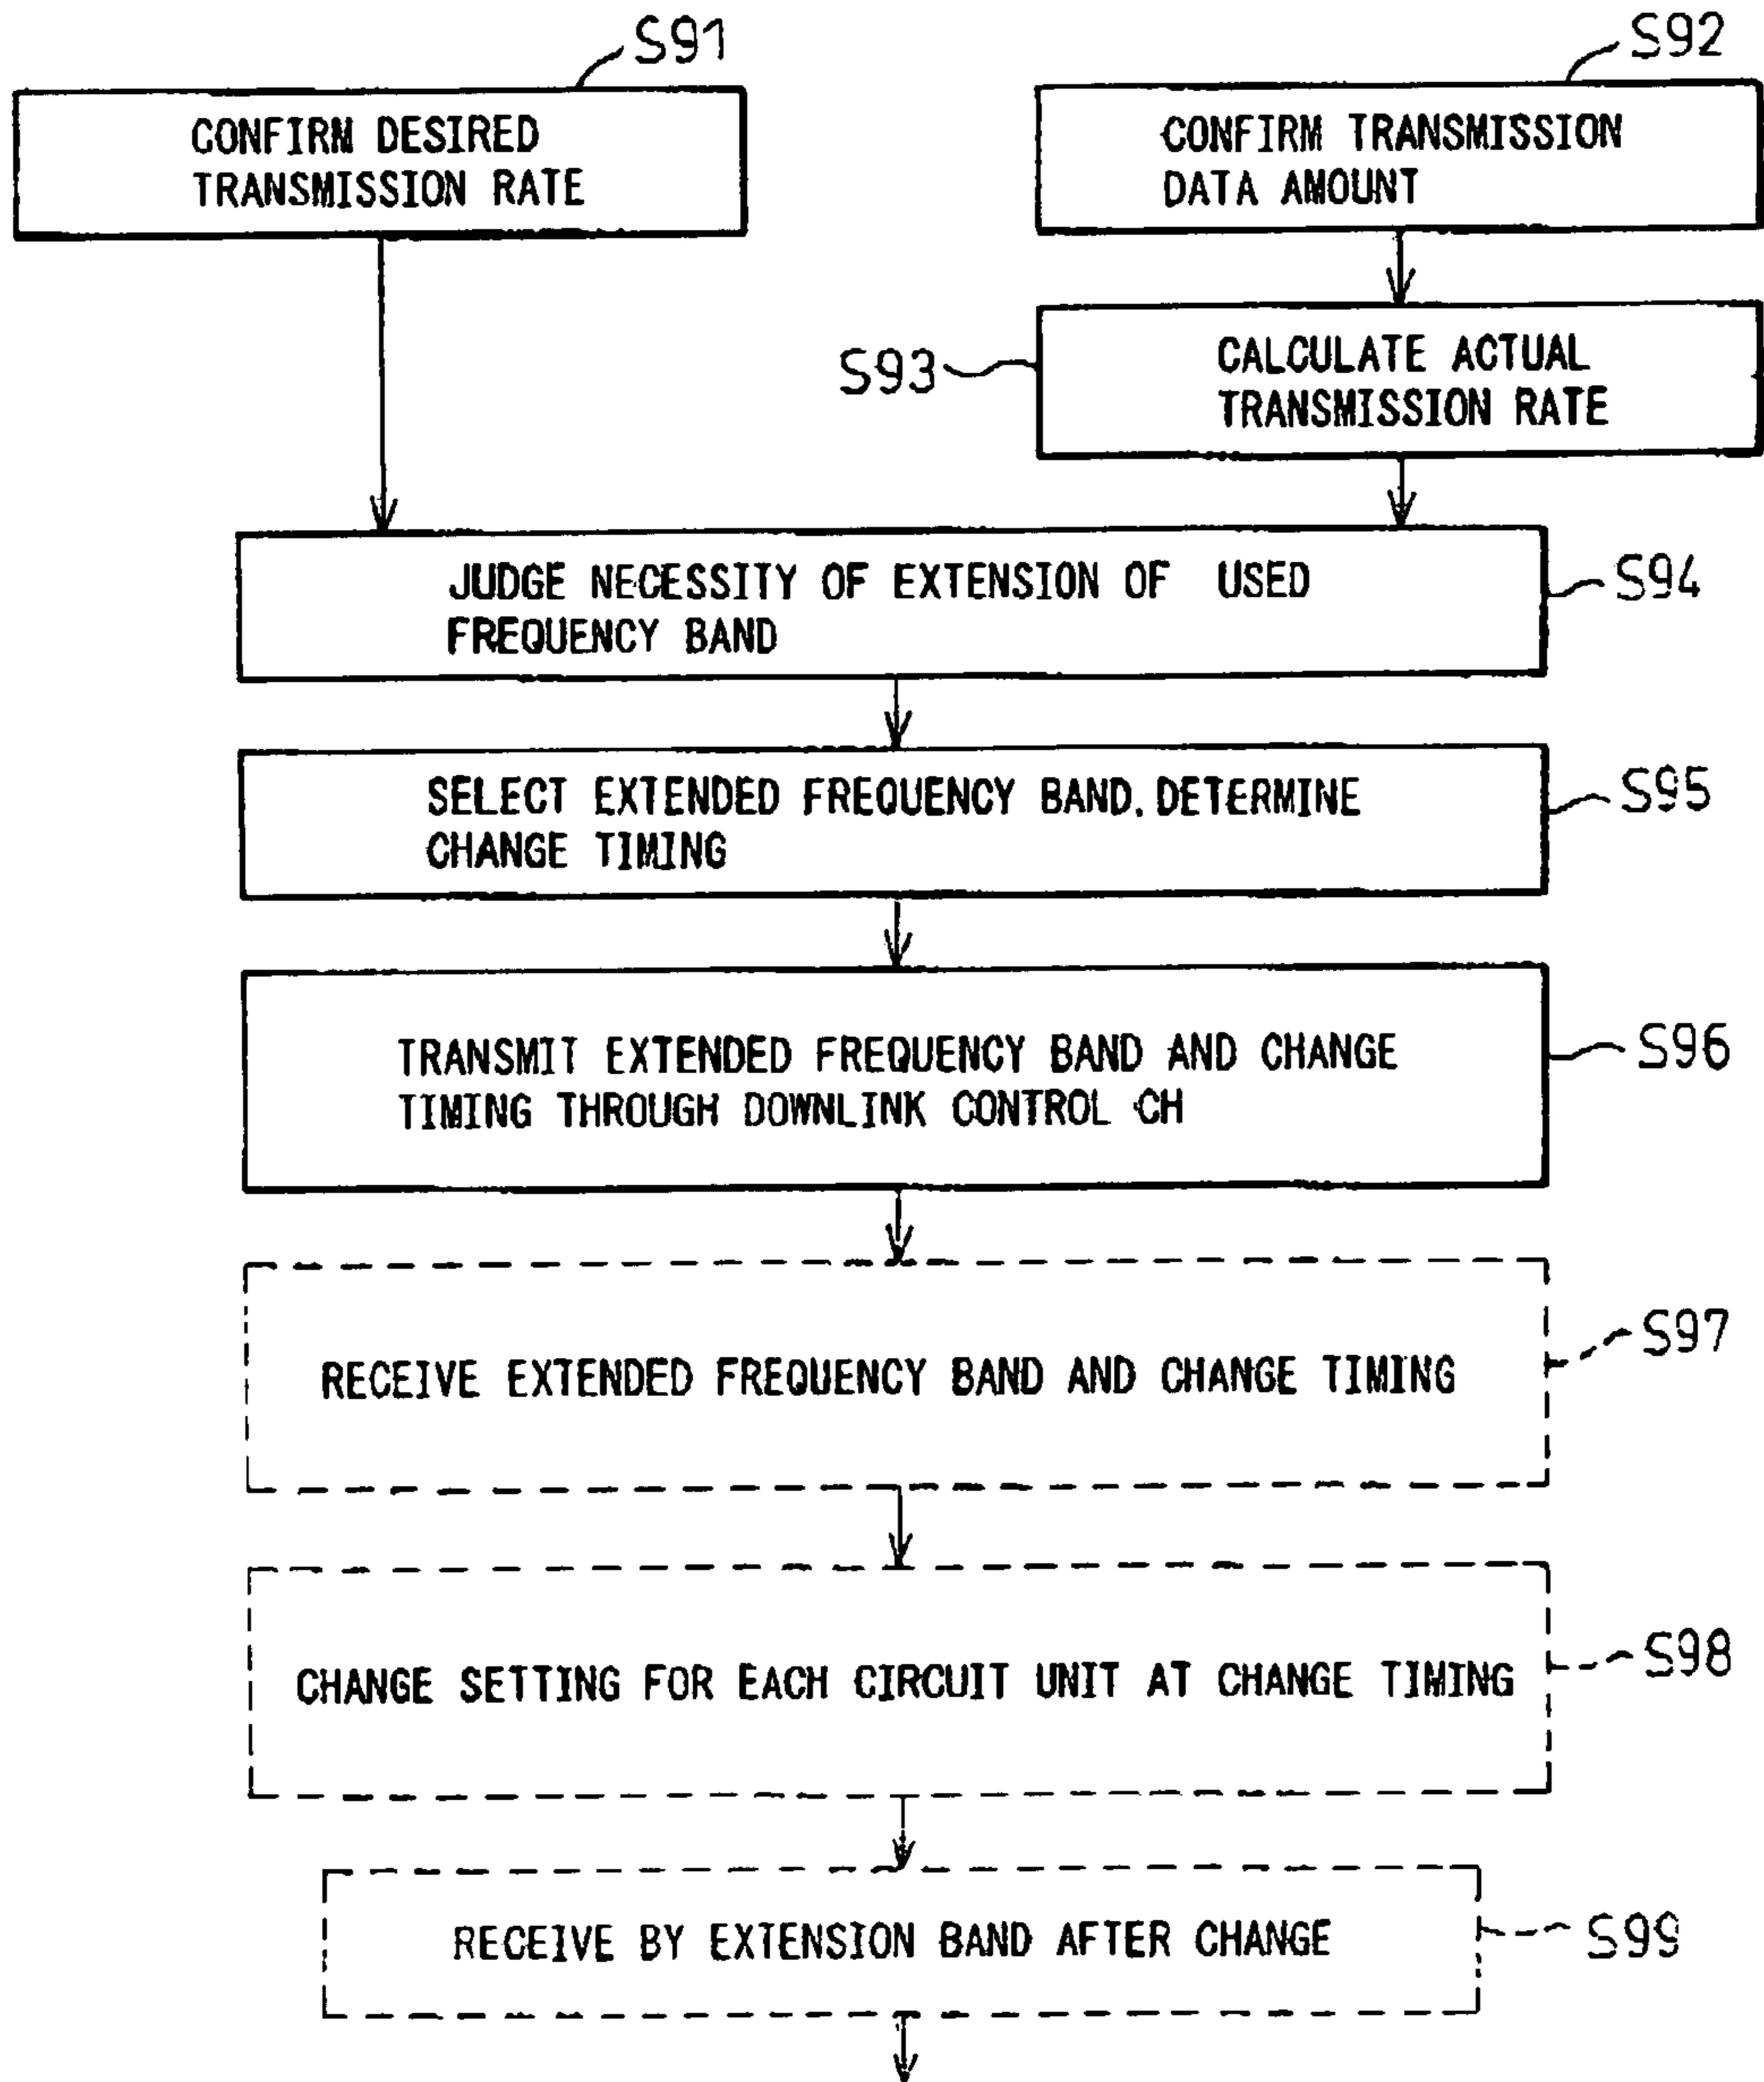 S91
CONFIRM DESIRED
TRANSMISSION RATE
S92
CONFIRM TRANSMISSION
DATA AMOUNT
S93
CALCULATE ACTUAL
TRANSMISSION RATE
JUDGE NECESSITY OF EXTENSION OF USED
FREQUENCY BAND
S94
SELECT EXTENDED FREQUENCY BAND, DETERMINE
CHANGE TIMING
S95
TRANSMIT EXTENDED FREQUENCY BAND AND CHANGE
TIMING THROUGH DOWNLINK CONTROL CH
S96
RECEIVE EXTENDED FREQUENCY BAND AND CHANGE TIMING
S97
CHANGE SETTING FOR EACH CIRCUIT UNIT AT CHANGE TIMING
S98
RECEIVE BY EXTENSION BAND AFTER CHANGE
S99